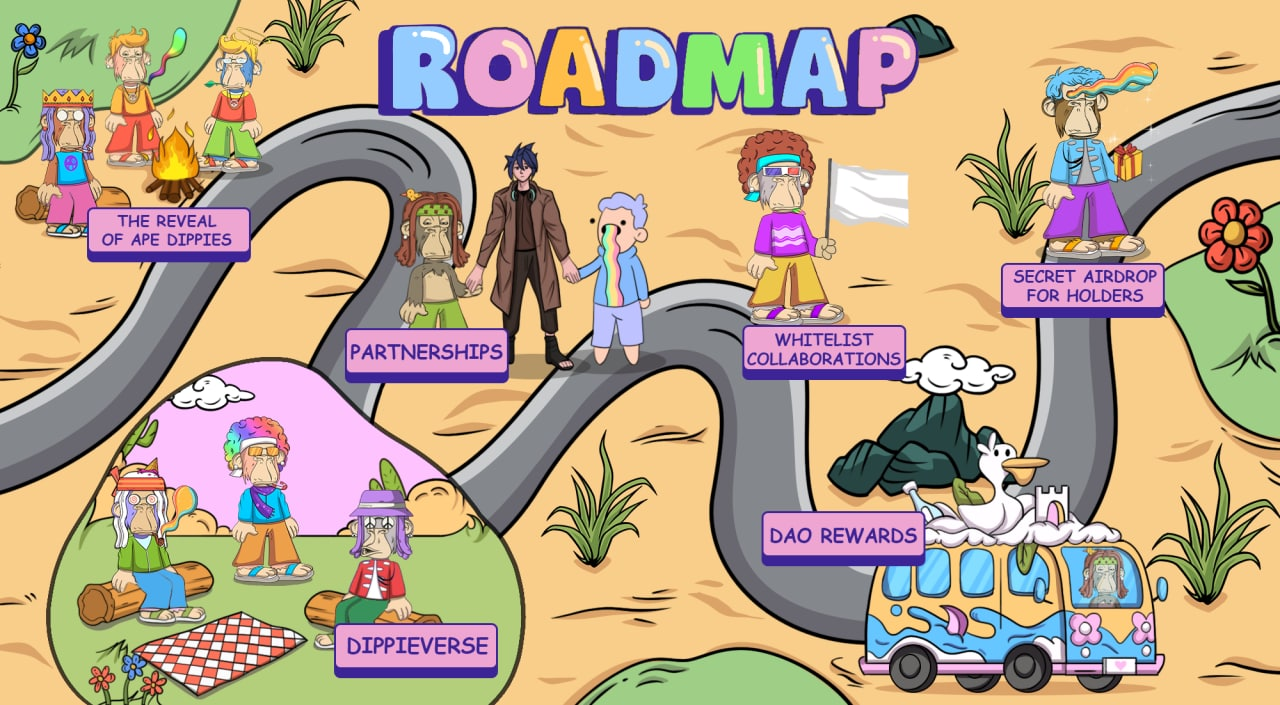 ROADMAP
THE REVEAL
OF APE DIPPIES
PARTNERSHIPS
WHITELIST
COLLABORATIONS
SECRET AIRDROP
FOR HOLDERS
DAO REWARDS
DIPPIEVERSE